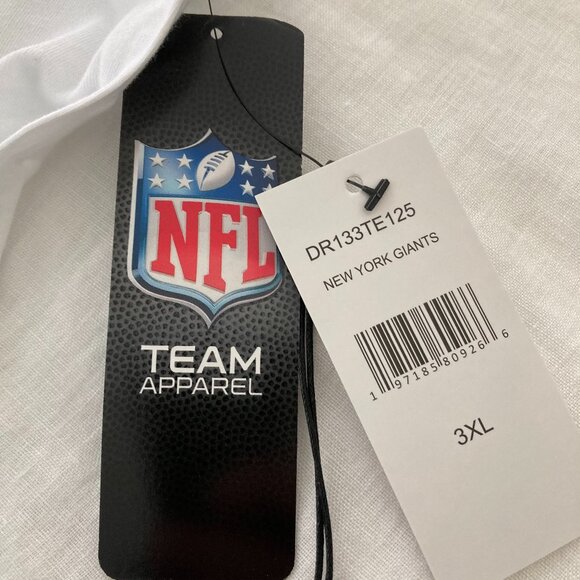 NFL
TEAM
APPAREL
DR133TE125
NEW YORK GIANTS
1 97185 80926 6
3XL